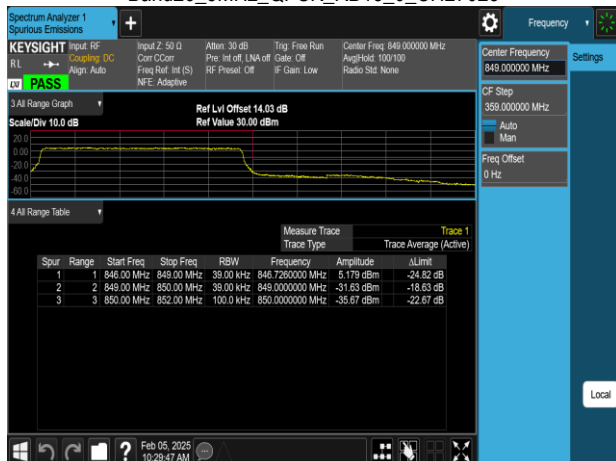 Spectrum Analyzer 1
Spurious Emissions
+
Frequency
KEYSIGHT
RL
PASS
Input: RF
Coupling: DC
Align: Auto
Input Z: 50 Ω
Corr CCorr
Freq Ref: Int (S)
NFE: Adaptive
Atten: 30 dB
Pre: Int off, LNA off
RF Preset: Off
Trig: Free Run
Gate: Off
IF Gain: Low
Center Freq: 849.000000 MHz
Avg|Hold: 100/100
Radio Std: None
Center Frequency
849.000000 MHz
Settings
CF Step
359.000000 MHz
Auto
Man
Freq Offset
0 Hz
3 All Range Graph
Scale/Div 10.0 dB
Ref Lvl Offset 14.03 dB
Ref Value 30.00 dBm
20.0
0.00
-20.0
-40.0
-60.0
4 All Range Table
Measure Trace Trace 1
Trace Type Trace Average (Active)
Spur Range Start Freq Stop Freq RBW Frequency Amplitude ΔLimit
1 1 846.00 MHz 849.00 MHz 39.00 kHz 846.7260000 MHz 5.179 dBm -24.82 dB
2 2 849.00 MHz 850.00 MHz 39.00 kHz 849.0000000 MHz -31.63 dBm -18.63 dB
3 3 850.00 MHz 852.00 MHz 100.0 kHz 850.0000000 MHz -35.67 dBm -22.67 dB
Local
?
Feb 05, 2025
10:29:47 AM